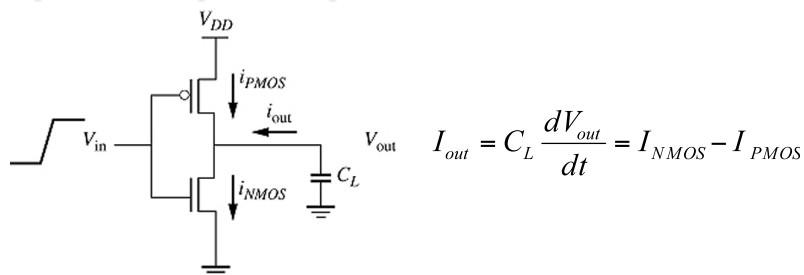 V_DD
i_PMOS
i_out
V_in
V_out
C_L
i_NMOS
I_out = C_L dV_out/dt = I_NMOS − I_PMOS